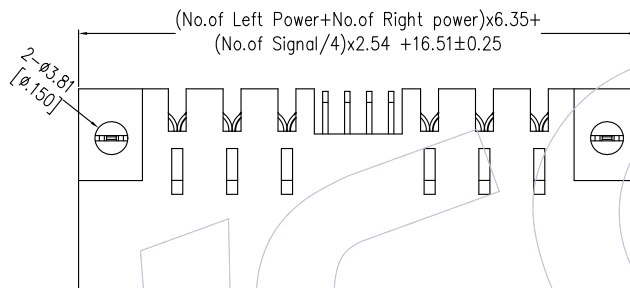 (No.of Left Power+No.of Right power)x6.35+
(No.of Signal/4)x2.54 +16.51±0.25
2-ø3.81
[ø.150]